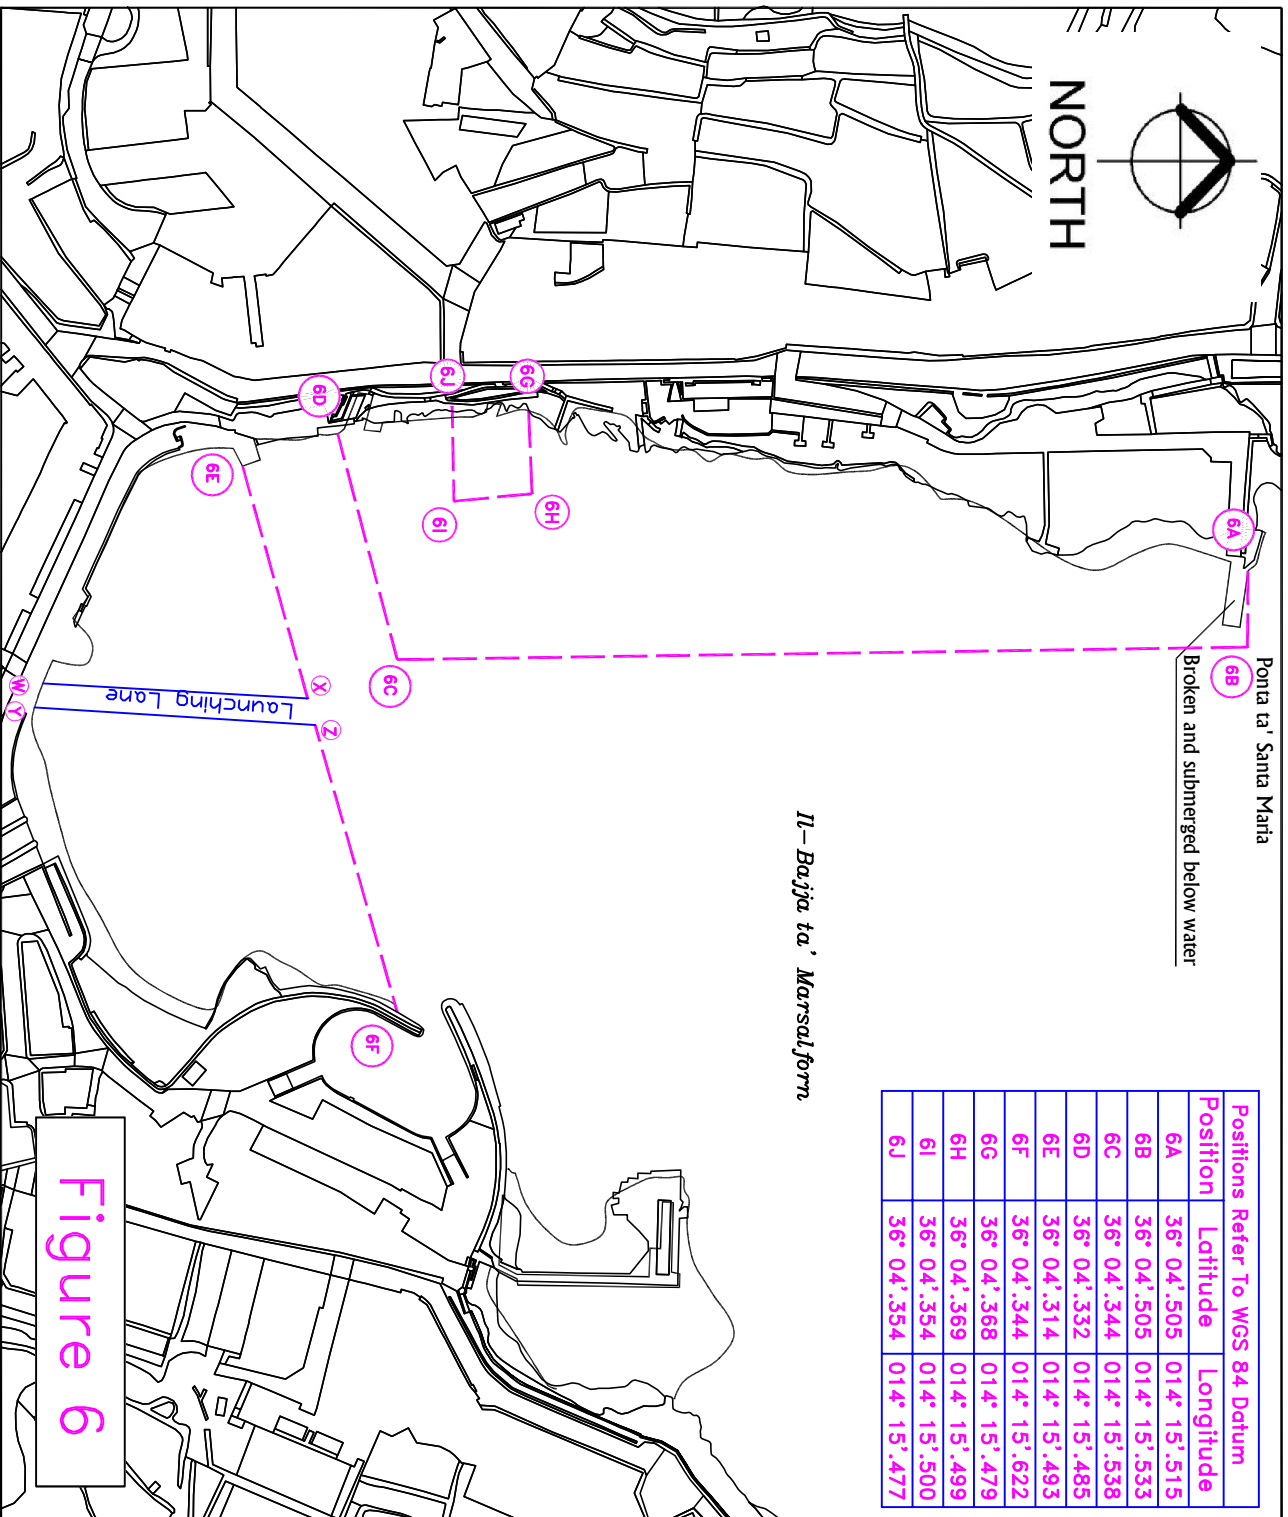 NORTH
Ponta ta' Santa Maria
Broken and submerged below water
Il-Bajja ta' Marsalforn
6A
6B
6C
6D
6E
6F
6G
6H
6I
6J
W
X
Y
Z
Launching Lane
Positions Refer To WGS 84 Datum
Position Latitude Longitude
6A 36° 04'.505 014° 15'.515
6B 36° 04'.505 014° 15'.533
6C 36° 04'.344 014° 15'.538
6D 36° 04'.332 014° 15'.485
6E 36° 04'.314 014° 15'.493
6F 36° 04'.344 014° 15'.622
6G 36° 04'.368 014° 15'.479
6H 36° 04'.369 014° 15'.499
6I 36° 04'.354 014° 15'.500
6J 36° 04'.354 014° 15'.477
Figure 6